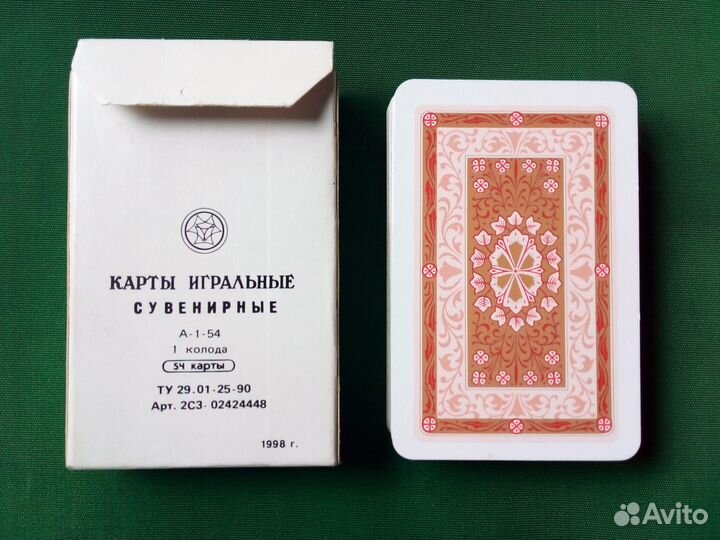 КАРТЫ ИГРАЛЬНЫЕ
СУВЕНИРНЫЕ
А-1-54
1 колода
54 карты
ТУ 29.01-25-90
Арт. 2С3- 02424448
1998 г.
Avito